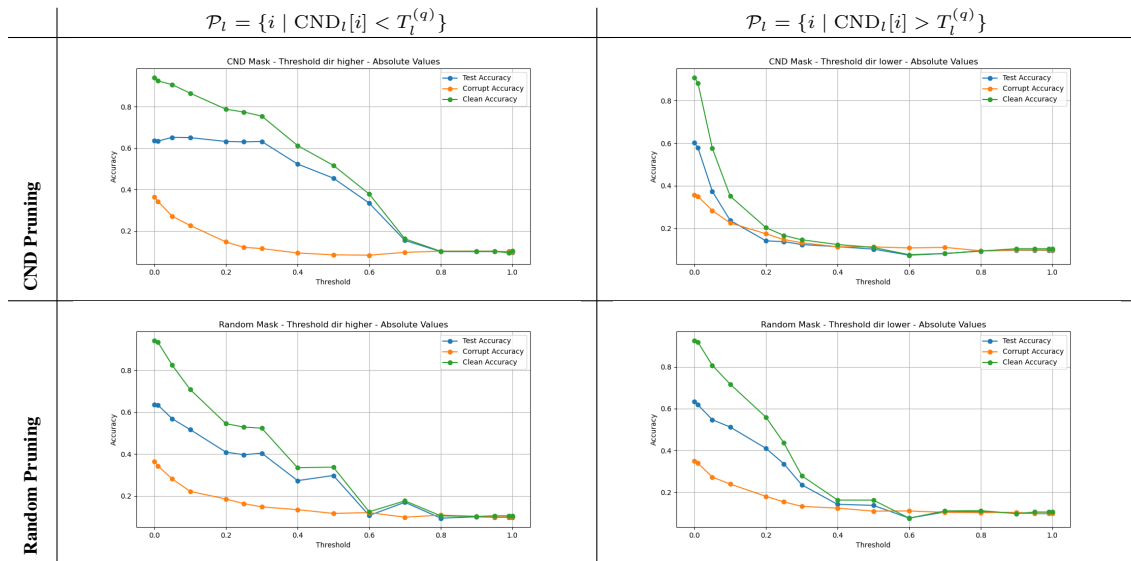 𝒫_l = {i | CND_l[i] < T_l^(q)}
𝒫_l = {i | CND_l[i] > T_l^(q)}
CND Pruning
CND Mask - Threshold dir higher - Absolute Values
Test Accuracy
Corrupt Accuracy
Clean Accuracy
Accuracy
0.8
0.6
0.4
0.2
0.0 0.2 0.4 0.6 0.8 1.0
Threshold
CND Mask - Threshold dir lower - Absolute Values
Test Accuracy
Corrupt Accuracy
Clean Accuracy
Accuracy
0.8
0.6
0.4
0.2
0.0 0.2 0.4 0.6 0.8 1.0
Threshold
Random Pruning
Random Mask - Threshold dir higher - Absolute Values
Test Accuracy
Corrupt Accuracy
Clean Accuracy
Accuracy
0.8
0.6
0.4
0.2
0.0 0.2 0.4 0.6 0.8 1.0
Threshold
Random Mask - Threshold dir lower - Absolute Values
Test Accuracy
Corrupt Accuracy
Clean Accuracy
Accuracy
0.8
0.6
0.4
0.2
0.0 0.2 0.4 0.6 0.8 1.0
Threshold